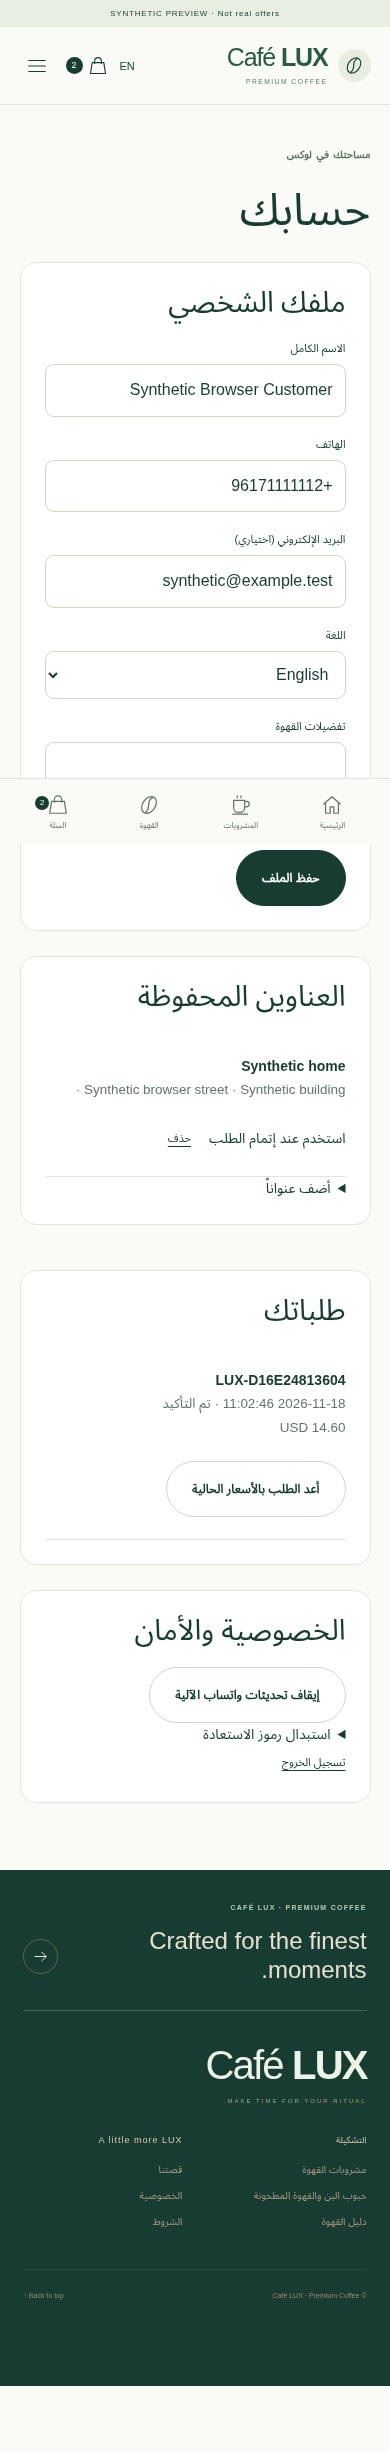 SYNTHETIC PREVIEW · Not real offers
Café LUX
PREMIUM COFFEE
EN
2
مساحتك في لوكس
حسابك
ملفك الشخصي
الاسم الكامل
Synthetic Browser Customer
الهاتف
96171111112+
البريد الإلكتروني (اختياري)
synthetic@example.test
اللغة
English
تفضيلات القهوة
الرئيسية
المشروبات
القهوة
السلة
2
حفظ الملف
العناوين المحفوظة
Synthetic home
Synthetic browser street · Synthetic building ·
استخدم عند إتمام الطلب
حذف
أضف عنواناً
طلباتك
LUX-D16E24813604
2026-11-18 11:02:46 · تم التأكيد
USD 14.60
أعد الطلب بالأسعار الحالية
الخصوصية والأمان
إيقاف تحديثات واتساب الآلية
استبدال رموز الاستعادة
تسجيل الخروج
CAFÉ LUX · PREMIUM COFFEE
Crafted for the finest
.moments
Café LUX
MAKE TIME FOR YOUR RITUAL
التشكيلة
مشروبات القهوة
حبوب البن والقهوة المطحونة
دليل القهوة
A little more LUX
قصتنا
الخصوصية
الشروط
Café LUX · Premium Coffee ©
↑ Back to top